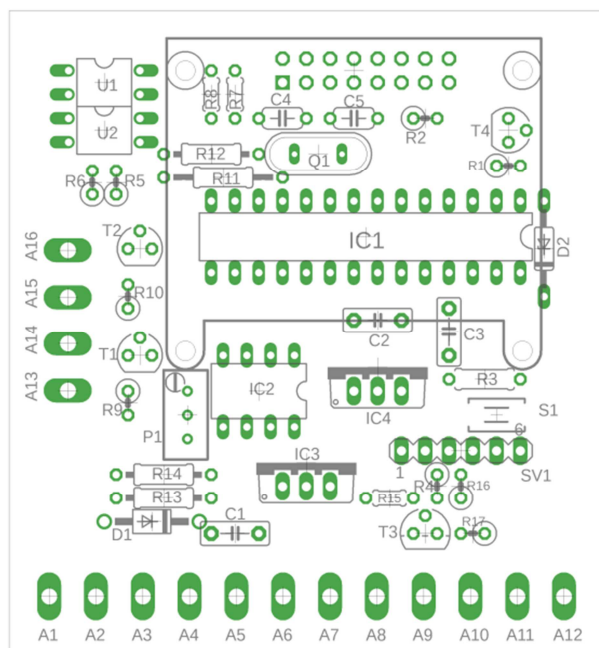 U1
U2
R8
R7
C4
C5
R2
T4
R12
Q1
R1
R11
R6
R5
T2
A16
IC1
D2
A15
R10
A14
T1
C2
C3
A13
R9
IC2
IC4
R3
S1
P1
6
IC3
1
SV1
R14
R4
R16
R13
R15
D1
C1
T3
R17
A1 A2 A3 A4 A5 A6 A7 A8 A9 A10 A11 A12